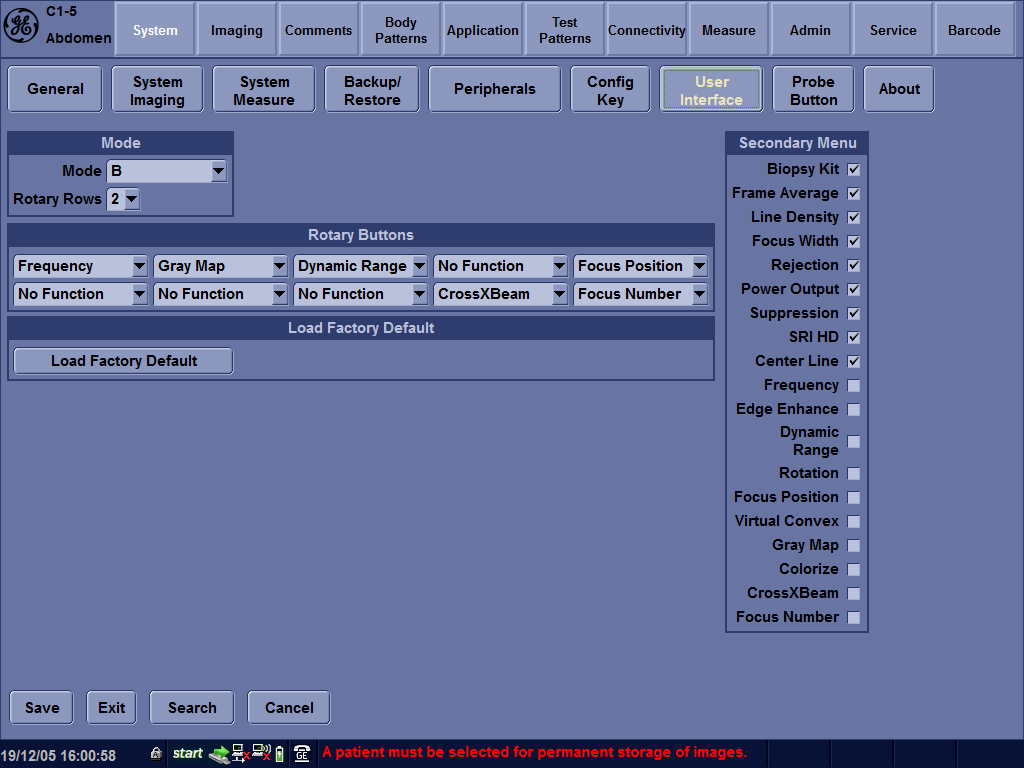 C1-5
Abdomen
System
Imaging
Comments
Body
Patterns
Application
Test
Patterns
Connectivity
Measure
Admin
Service
Barcode
General
System
Imaging
System
Measure
Backup/
Restore
Peripherals
Config
Key
User
Interface
Probe
Button
About
Mode
Mode B
Rotary Rows 2
Rotary Buttons
Frequency Gray Map Dynamic Range No Function Focus Position
No Function No Function No Function CrossXBeam Focus Number
Load Factory Default
Load Factory Default
Secondary Menu
Biopsy Kit
Frame Average
Line Density
Focus Width
Rejection
Power Output
Suppression
SRI HD
Center Line
Frequency
Edge Enhance
Dynamic
Range
Rotation
Focus Position
Virtual Convex
Gray Map
Colorize
CrossXBeam
Focus Number
Save Exit Search Cancel
19/12/05 16:00:58 start GE A patient must be selected for permanent storage of images.